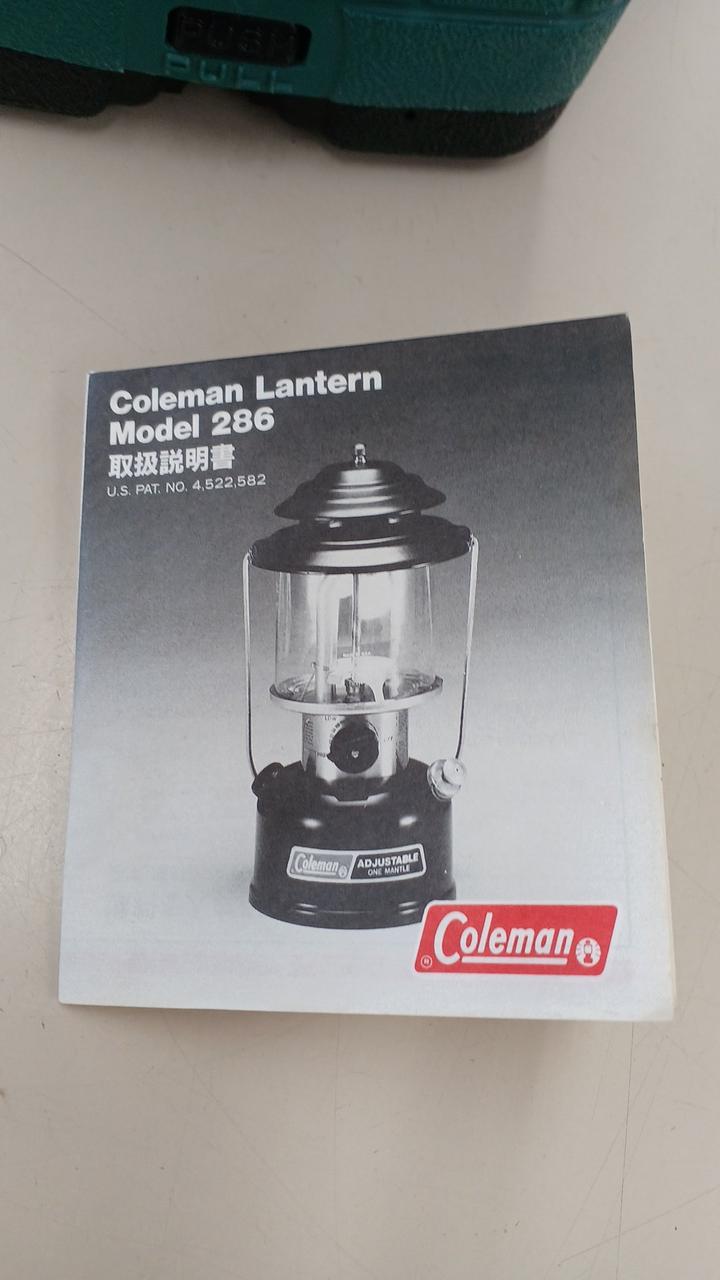 PUSH
PULL
Coleman Lantern
Model 286
取扱説明書
U.S. PAT. NO. 4,522,582
LOW
Coleman ADJUSTABLE
ONE MANTLE
Coleman